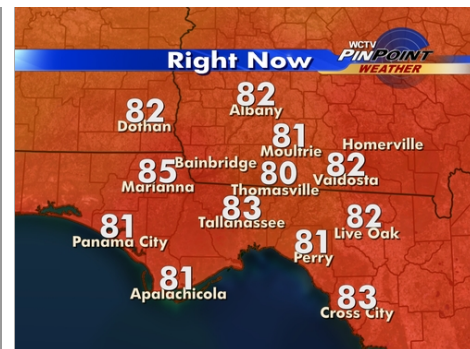 WCTV
Right Now PINPOINT
WEATHER
82
Dothan
82
Albany
81
Moultrie
Homerville
85
Marianna
Bainbridge
80
Thomasville
82
Valdosta
81
Panama City
83
Tallanassee
82
Live Oak
81
Perry
81
Apalachicola
83
Cross City